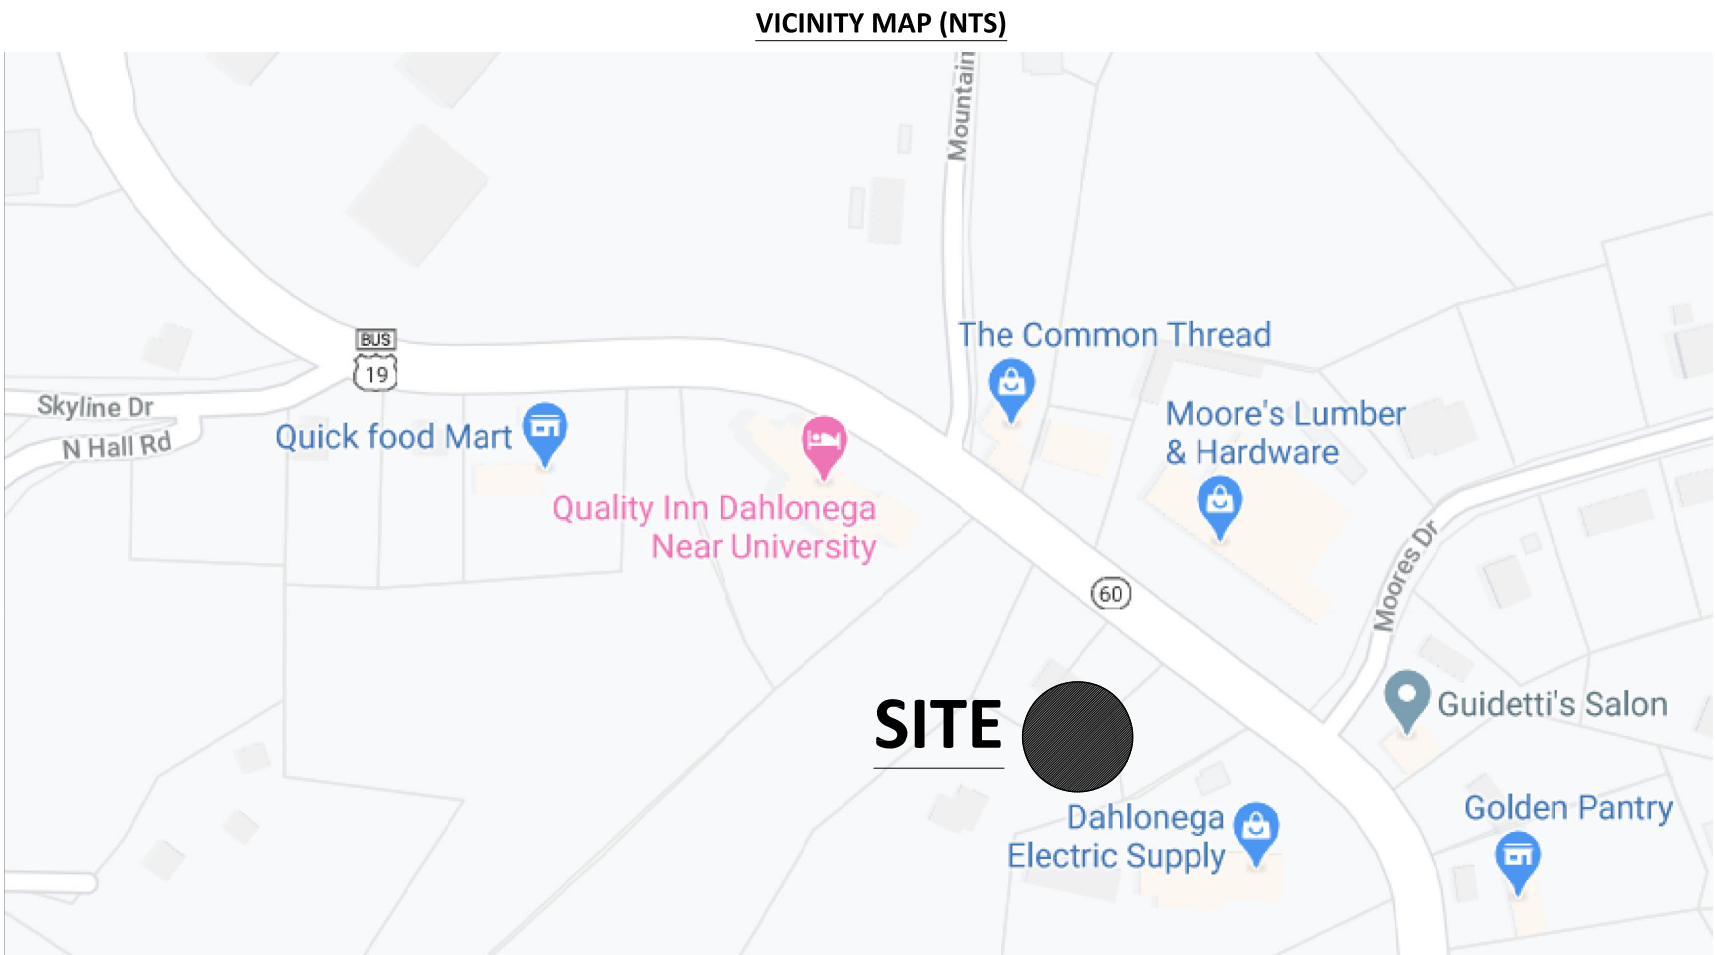 VICINITY MAP (NTS)
Mountain
The Common Thread
BUS
19
Skyline Dr
N Hall Rd
Quick food Mart
Moore's Lumber
& Hardware
Quality Inn Dahlonega
Near University
60
Moores Dr
SITE
Guidetti's Salon
Dahlonega
Electric Supply
Golden Pantry